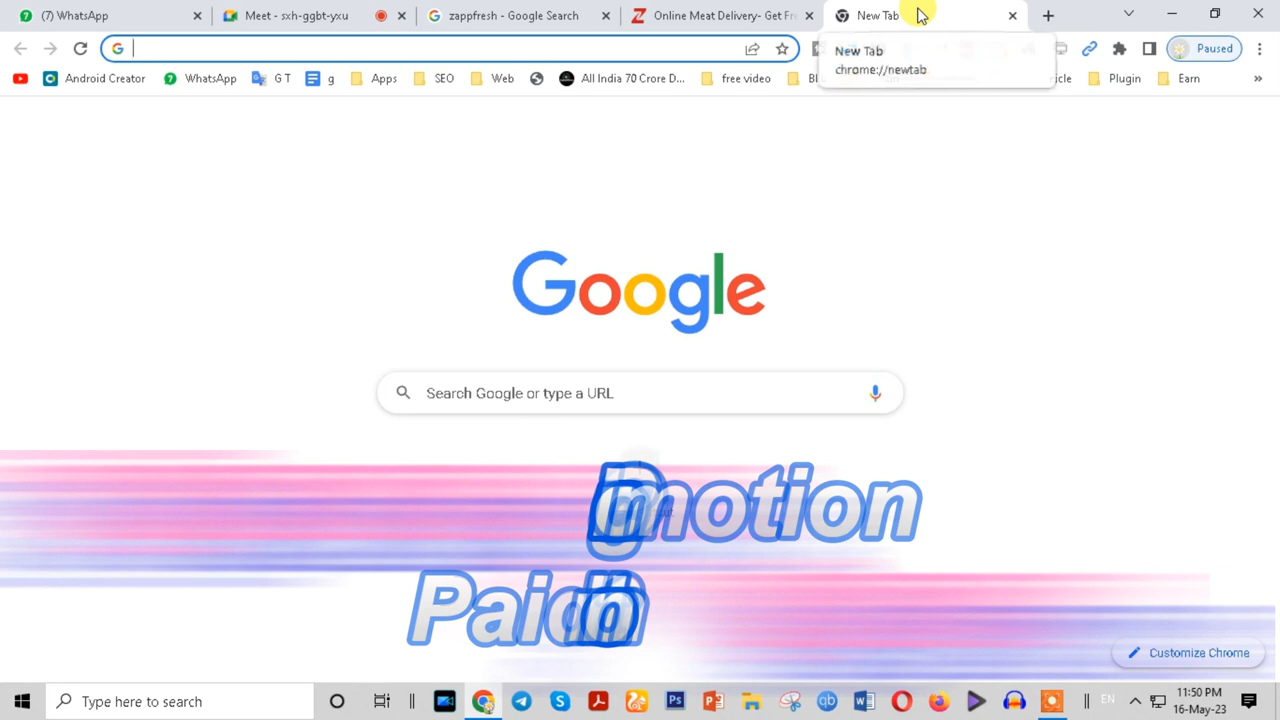 (7) WhatsApp
Meet - sxh-ggbt-yxu
zappfresh - Google Search
Online Meat Delivery- Get Fr
New Tab
New Tab
chrome://newtab
Paused
Android Creator
WhatsApp
G T
g
Apps
SEO
Web
All India 70 Crore D...
free video
Plugin
Earn
»
Google
Search Google or type a URL
motion
Paid
Customize Chrome
Type here to search
EN
11:50 PM
16-May-23